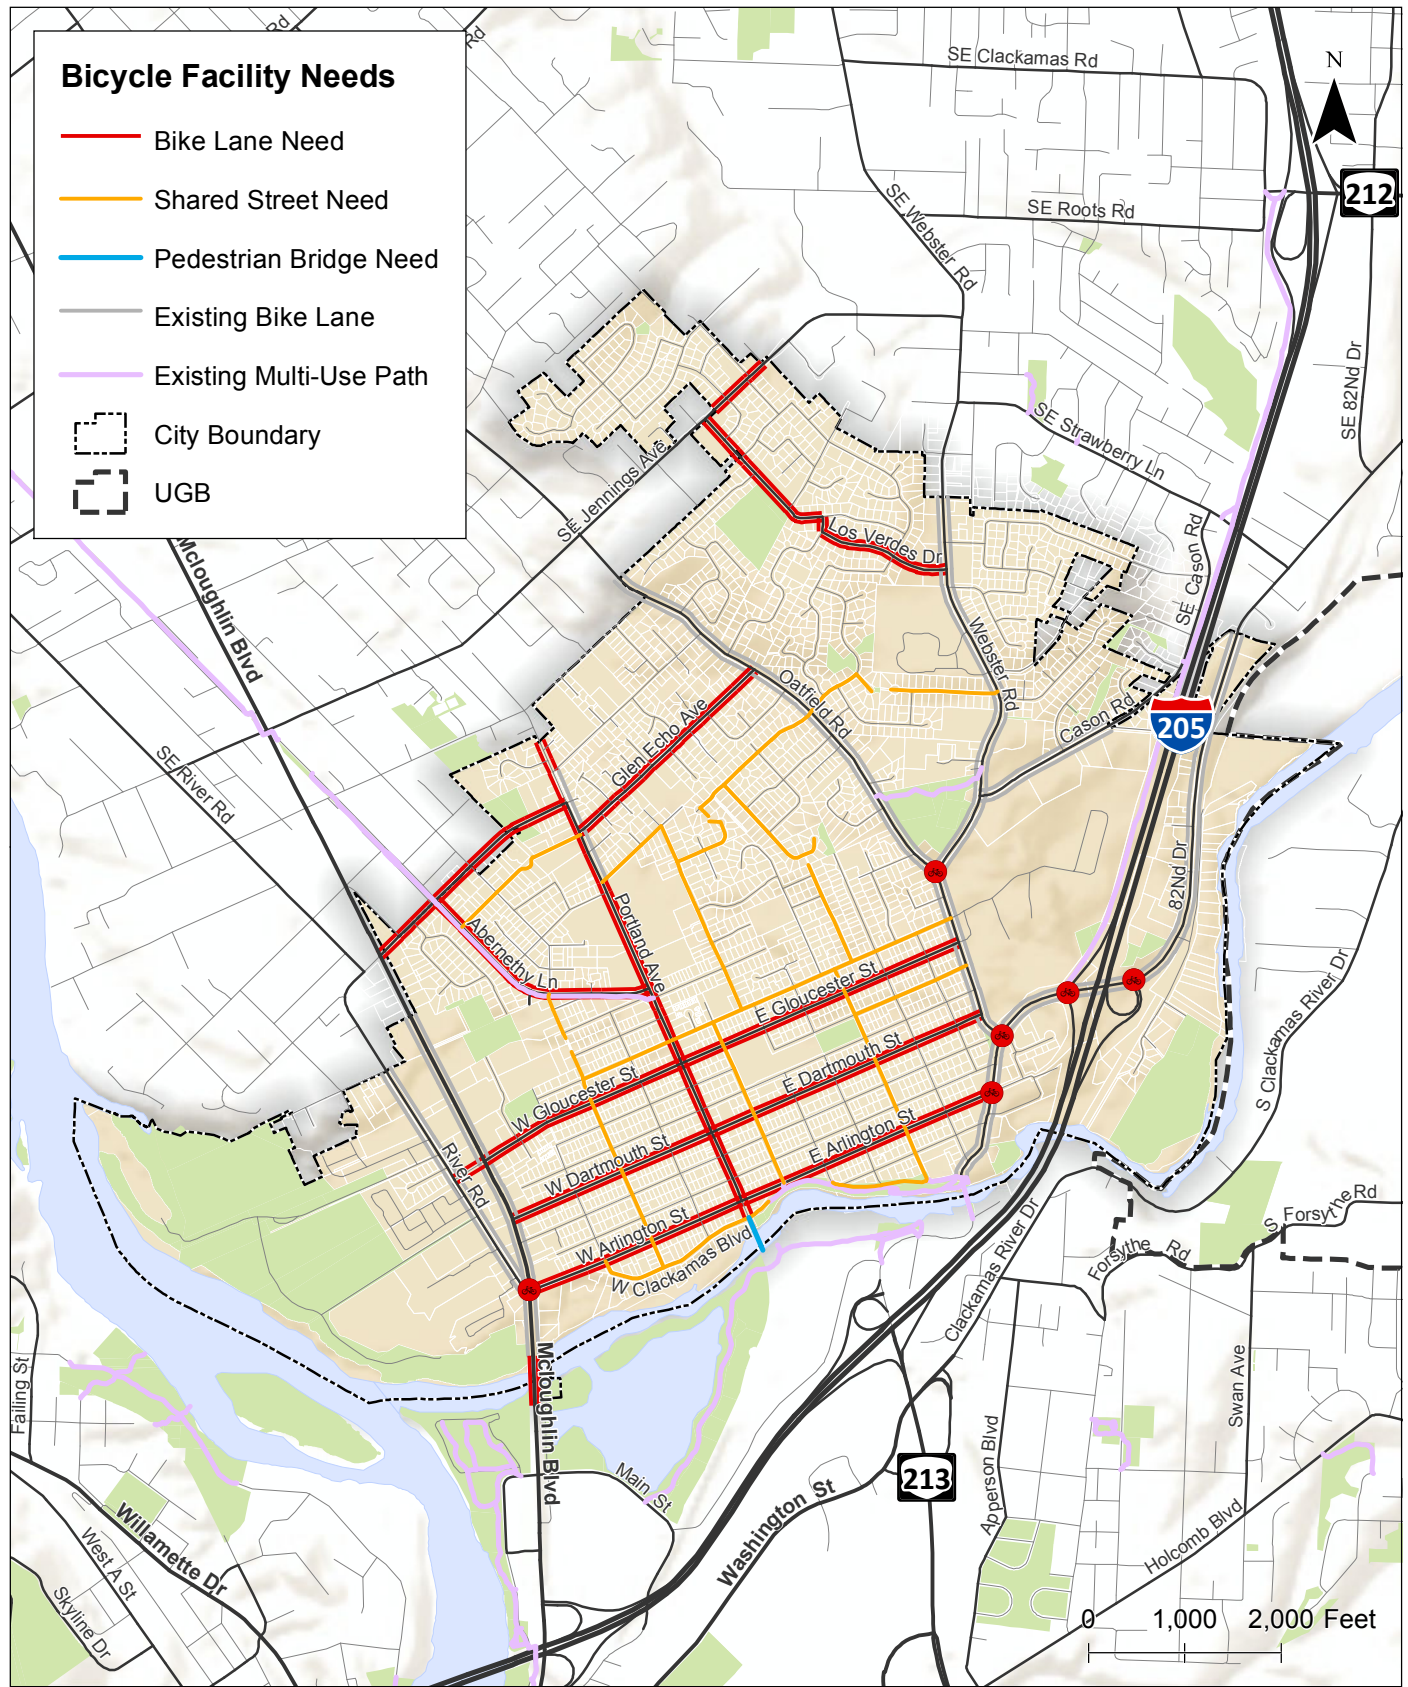 Rd
Rd
Bicycle Facility Needs
Bike Lane Need
Shared Street Need
Pedestrian Bridge Need
Existing Bike Lane
Existing Multi-Use Path
City Boundary
UGB
N
SE Clackamas Rd
212
SE Webster Rd
SE Roots Rd
SE 82Nd Dr
SE Strawberry Ln
SE Jennings Ave
Los Verdes Dr
SE Cason Rd
Mcloughlin Blvd
Webster Rd
Oatfield Rd
Glen Echo Ave
Cason Rd
205
SE River Rd
82Nd Dr
Portland Ave
Abernethy Ln
E Gloucester St
S Clackamas River Dr
E Dartmouth St
W Gloucester St
E Arlington St
W Dartmouth St
River Rd
W Arlington St
W Clackamas Blvd
S Forsythe Rd
Forsythe Rd
Clackamas River Dr
Mcloughlin Blvd
Failing St
Swan Ave
Main St
213
Apperson Blvd
Washington St
Holcomb Blvd
Willamette Dr
West A St
Skyline Dr
0 1,000 2,000 Feet